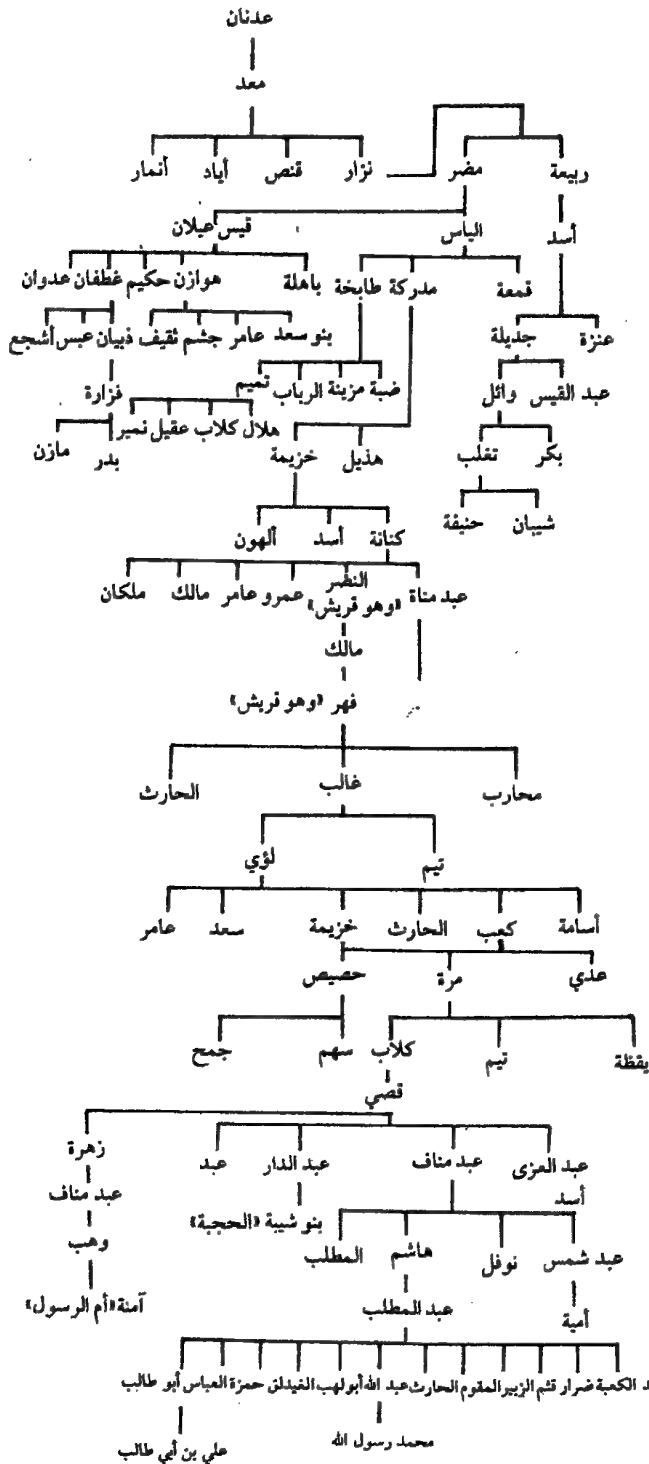 عدنان
معد
ربيعة مضر نزار قنص أياد أنمار
أسد الياس قيس عيلان
قمعة مدركة طابخة باهلة هوازن حكيم غطفان عدوان
عنزة جديلة بنو سعد عامر جشم ثقيف ذبيان عبس أشجع
عبد القيس وائل ضبة مزينة الرباب تميم فزارة
بكر تغلب هذيل خزيمة هلال كلاب عقيل نمير بدر مازن
شيبان حنيفة كنانة أسد ألهون
عبد مناة النضر عمرو عامر مالك ملكان
«وهو قريش»
مالك
فهر «وهو قريش»
محارب غالب الحارث
تيم لؤي
أسامة كعب الحارث خزيمة سعد عامر
عدي مرة حصيص
يقظة تيم كلاب سهم جمح
قصي
عبد العزى عبد مناف عبد الدار عبد زهرة
أسد بنو شيبة «الحجبة» عبد مناف
عبد شمس نوفل هاشم المطلب وهب
أمية عبد المطلب آمنة «أم الرسول»
د الكعبة ضرار قثم الزبير المقوم الحارث عبد الله أبو لهب الغيدلق حمزة العباس أبو طالب
محمد رسول الله علي بن أبي طالب